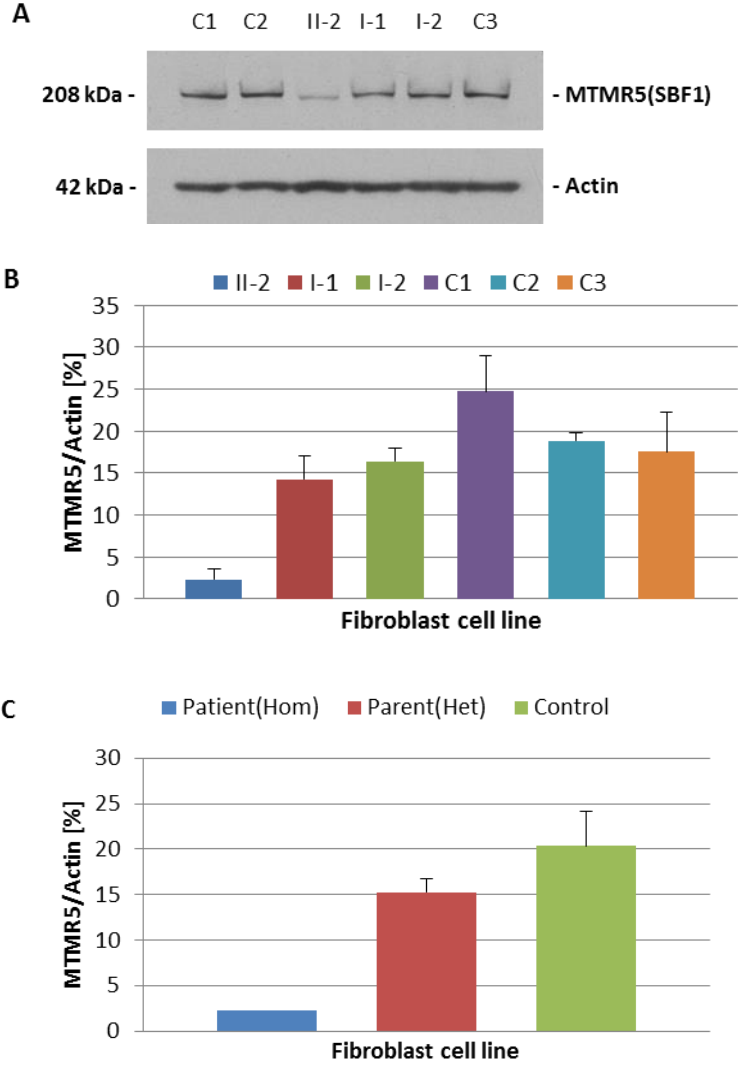 A
C1 C2 II-2 I-1 I-2 C3
208 kDa - - MTMR5(SBF1)
42 kDa - - Actin
B
II-2 I-1 I-2 C1 C2 C3
MTMR5/Actin [%]
35
30
25
20
15
10
5
0
Fibroblast cell line
C
Patient(Hom) Parent(Het) Control
MTMR5/Actin [%]
30
25
20
15
10
5
0
Fibroblast cell line